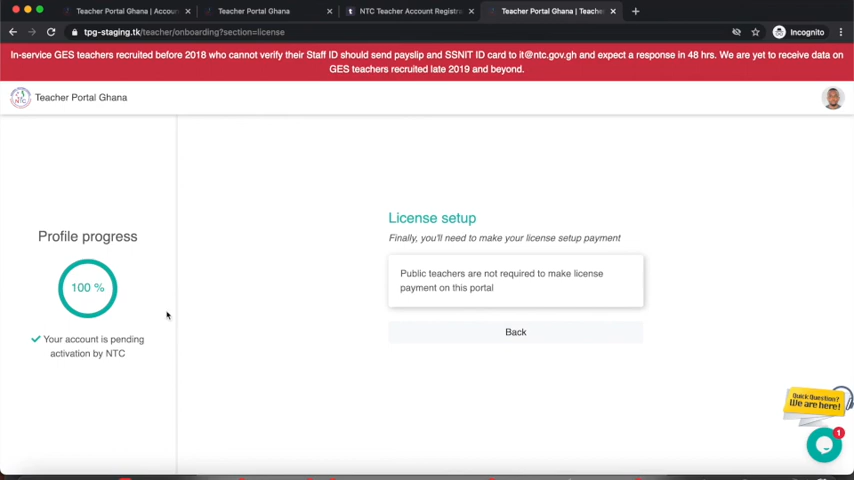 Teacher Portal Ghana | Accoun
Teacher Portal Ghana
NTC Teacher Account Registra
Teacher Portal Ghana | Teache
tpg-staging.tk/teacher/onboarding?section=license
Incognito
In-service GES teachers recruited before 2018 who cannot verify their Staff ID should send payslip and SSNIT ID card to it@ntc.gov.gh and expect a response in 48 hrs. We are yet to receive data on
GES teachers recruited late 2019 and beyond.
NTC
Teacher Portal Ghana
License setup
Finally, you'll need to make your license setup payment
Public teachers are not required to make license
payment on this portal
Back
Profile progress
100 %
Your account is pending
activation by NTC
Quick Question?
We are here!
1